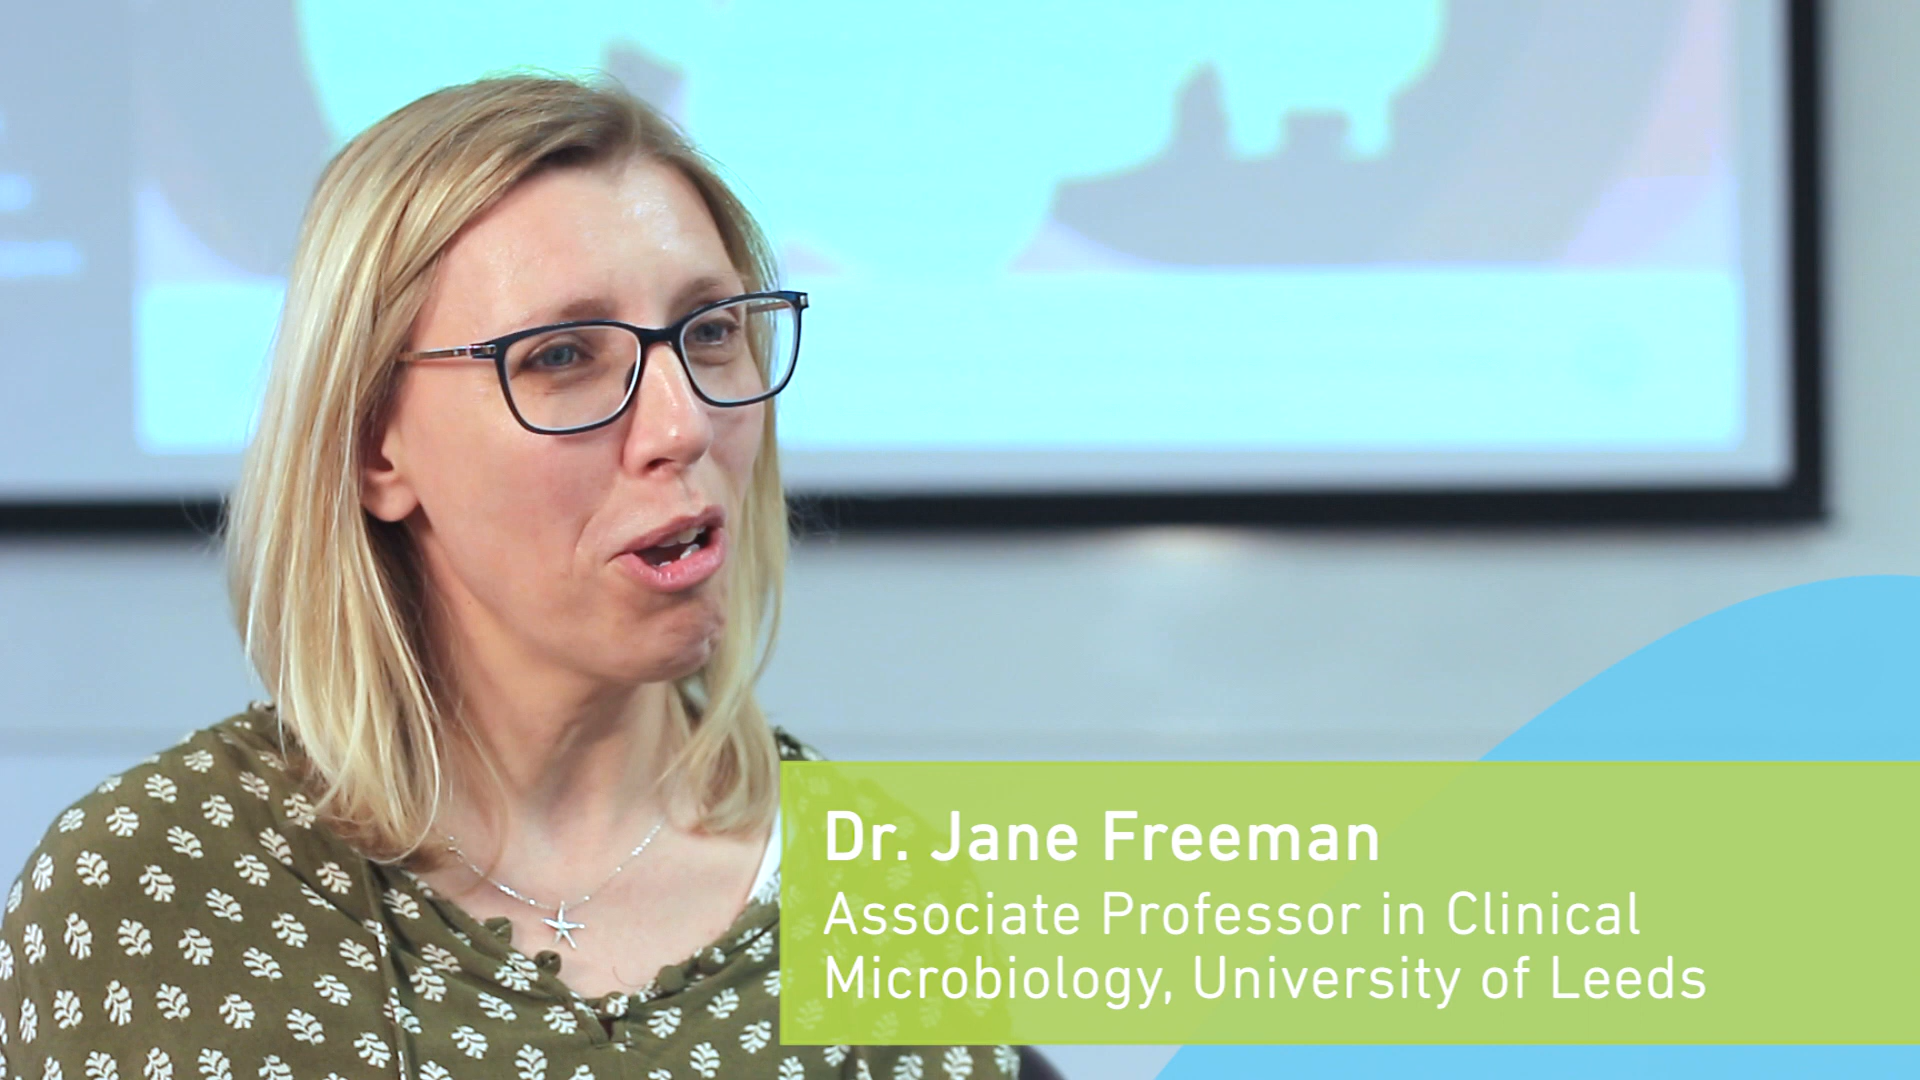 Dr. Jane Freeman
Associate Professor in Clinical
Microbiology, University of Leeds